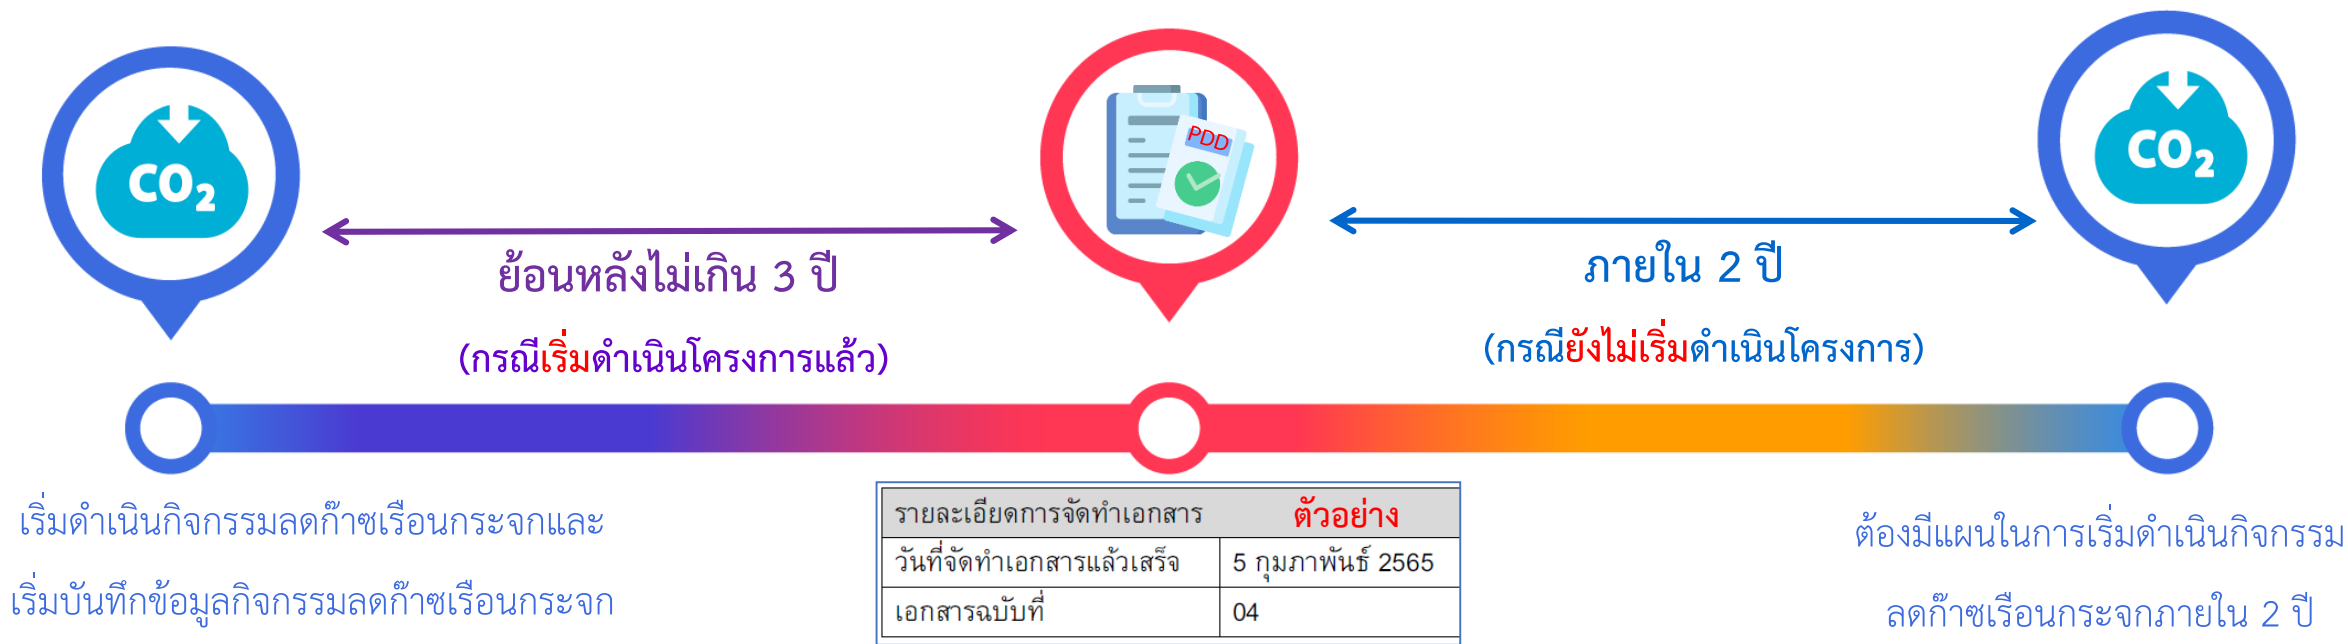 CO2
PDD
CO2
ย้อนหลังไม่เกิน 3 ปี
(กรณีเริ่มดำเนินโครงการแล้ว)
ภายใน 2 ปี
(กรณียังไม่เริ่มดำเนินโครงการ)
เริ่มดำเนินกิจกรรมลดก๊าซเรือนกระจกและ
เริ่มบันทึกข้อมูลกิจกรรมลดก๊าซเรือนกระจก
รายละเอียดการจัดทำเอกสาร ตัวอย่าง
วันที่จัดทำเอกสารแล้วเสร็จ 5 กุมภาพันธ์ 2565
เอกสารฉบับที่ 04
ต้องมีแผนในการเริ่มดำเนินกิจกรรม
ลดก๊าซเรือนกระจกภายใน 2 ปี